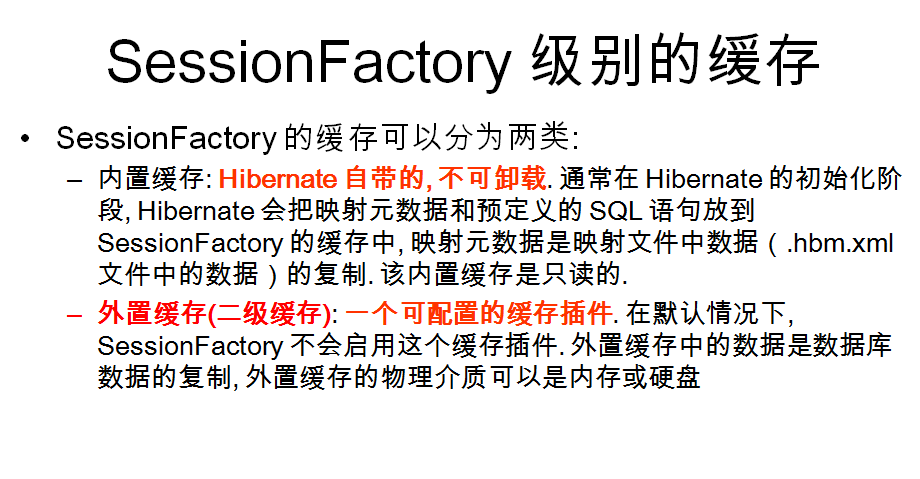 SessionFactory 级别的缓存
• SessionFactory 的缓存可以分为两类:
– 内置缓存: Hibernate 自带的, 不可卸载. 通常在 Hibernate 的初始化阶
段, Hibernate 会把映射元数据和预定义的 SQL 语句放到
SessionFactory 的缓存中, 映射元数据是映射文件中数据（ .hbm.xml
文件中的数据）的复制. 该内置缓存是只读的.
– 外置缓存(二级缓存): 一个可配置的缓存插件. 在默认情况下,
SessionFactory 不会启用这个缓存插件. 外置缓存中的数据是数据库
数据的复制, 外置缓存的物理介质可以是内存或硬盘